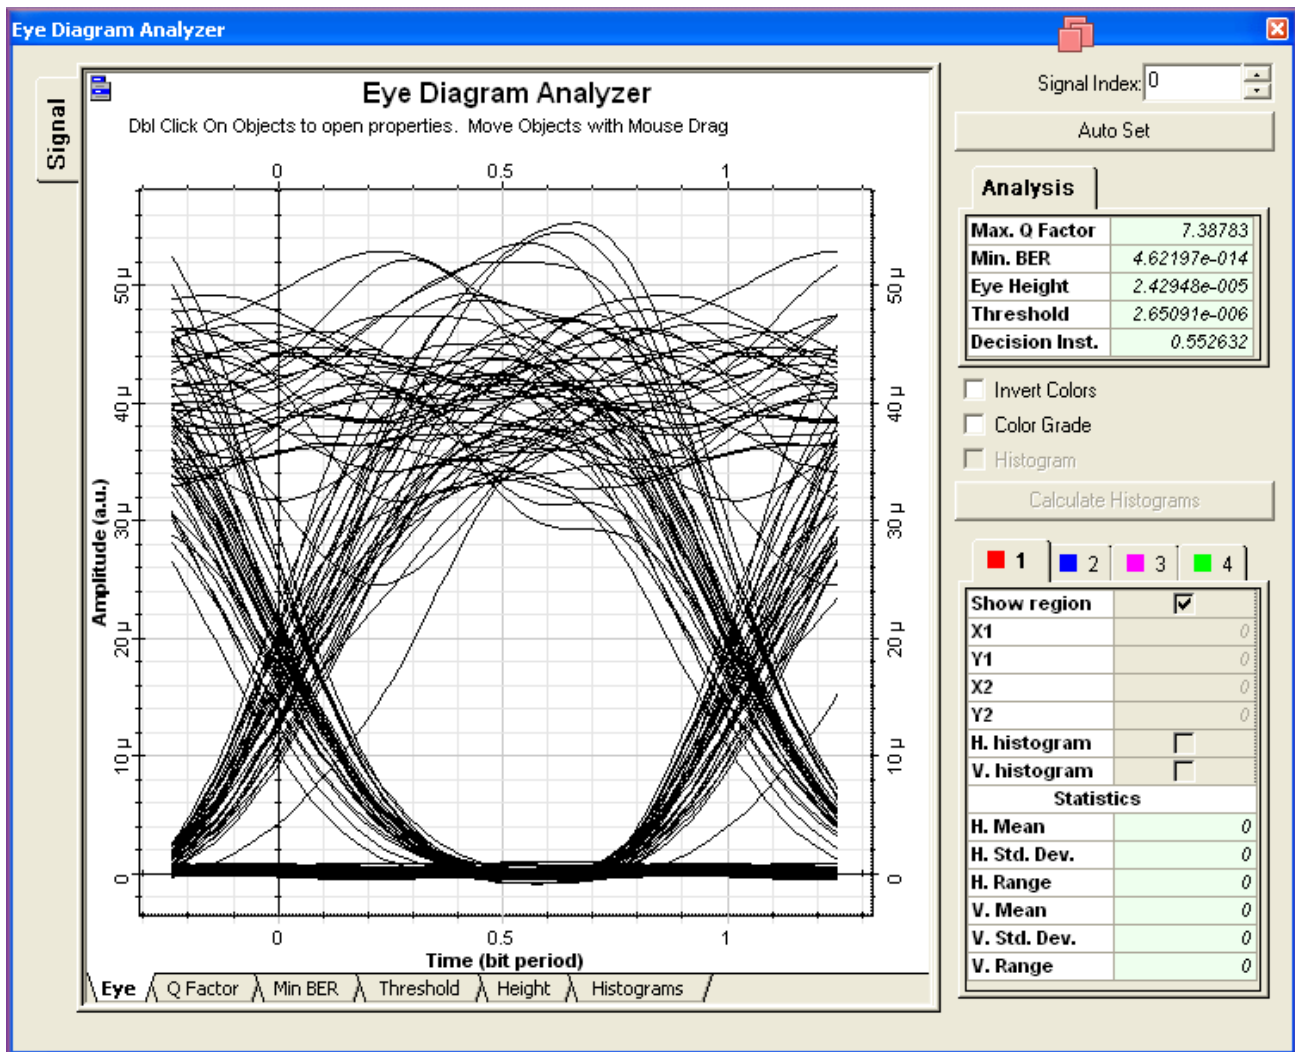 Eye Diagram Analyzer
Signal
Eye Diagram Analyzer
Dbl Click On Objects to open properties. Move Objects with Mouse Drag
0 0.5 1
Amplitude (a.u.)
50 µ
40 µ
30 µ
20 µ
10 µ
0
50 µ
40 µ
30 µ
20 µ
10 µ
0
0 0.5 1
Time (bit period)
Eye Q Factor Min BER Threshold Height Histograms
Signal Index: 0
Auto Set
Analysis
Max. Q Factor 7.38783
Min. BER 4.62197e-014
Eye Height 2.42948e-005
Threshold 2.65091e-006
Decision Inst. 0.552632
Invert Colors
Color Grade
Histogram
Calculate Histograms
1 2 3 4
Show region
X1 0
Y1 0
X2 0
Y2 0
H. histogram
V. histogram
Statistics
H. Mean 0
H. Std. Dev. 0
H. Range 0
V. Mean 0
V. Std. Dev. 0
V. Range 0